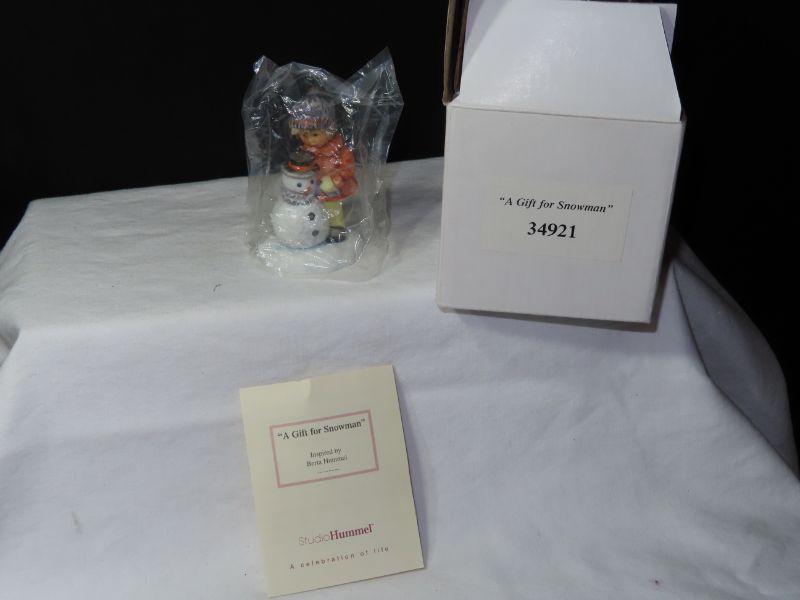 "A Gift for Snowman"
34921
"A Gift for Snowman"
Inspired by
Berta Hummel
StudioHummel
A celebration of life